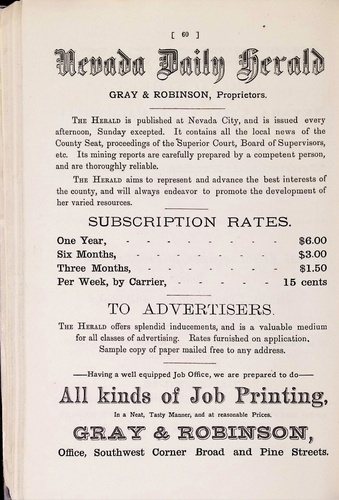 [ 60 ]
Nevada Daily Herald
GRAY & ROBINSON, Proprietors.
THE HERALD is published at Nevada City, and is issued every
afternoon, Sunday excepted. It contains all the local news of the
County Seat, proceedings of the Superior Court, Board of Supervisors,
etc. Its mining reports are carefully prepared by a competent person,
and are thoroughly reliable.
THE HERALD aims to represent and advance the best interests of
the county, and will always endeavor to promote the development of
her varied resources.
SUBSCRIPTION RATES.
One Year, - - - - - - - - $6.00
Six Months, - - - - - - - $3.00
Three Months, - - - - - - $1.50
Per Week, by Carrier, - - - - - 15 cents
TO ADVERTISERS.
THE HERALD offers splendid inducements, and is a valuable medium
for all classes of advertising. Rates furnished on application.
Sample copy of paper mailed free to any address.
—Having a well equipped Job Office, we are prepared to do—
All kinds of Job Printing,
In a Neat, Tasty Manner, and at reasonable Prices.
GRAY & ROBINSON,
Office, Southwest Corner Broad and Pine Streets.